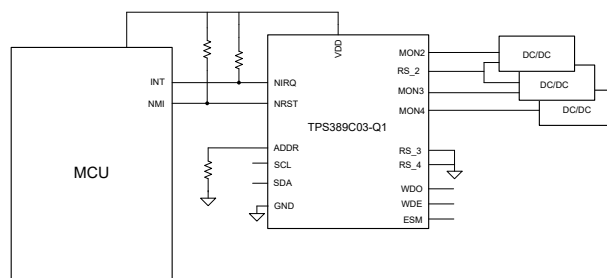 VDD
MON2
DC/DC
INT
NIRQ
RS_2
DC/DC
NMI
NRST
MON3
MON4
DC/DC
TPS389C03-Q1
ADDR
RS_3
SCL
RS_4
MCU
SDA
WDO
GND
WDE
ESM